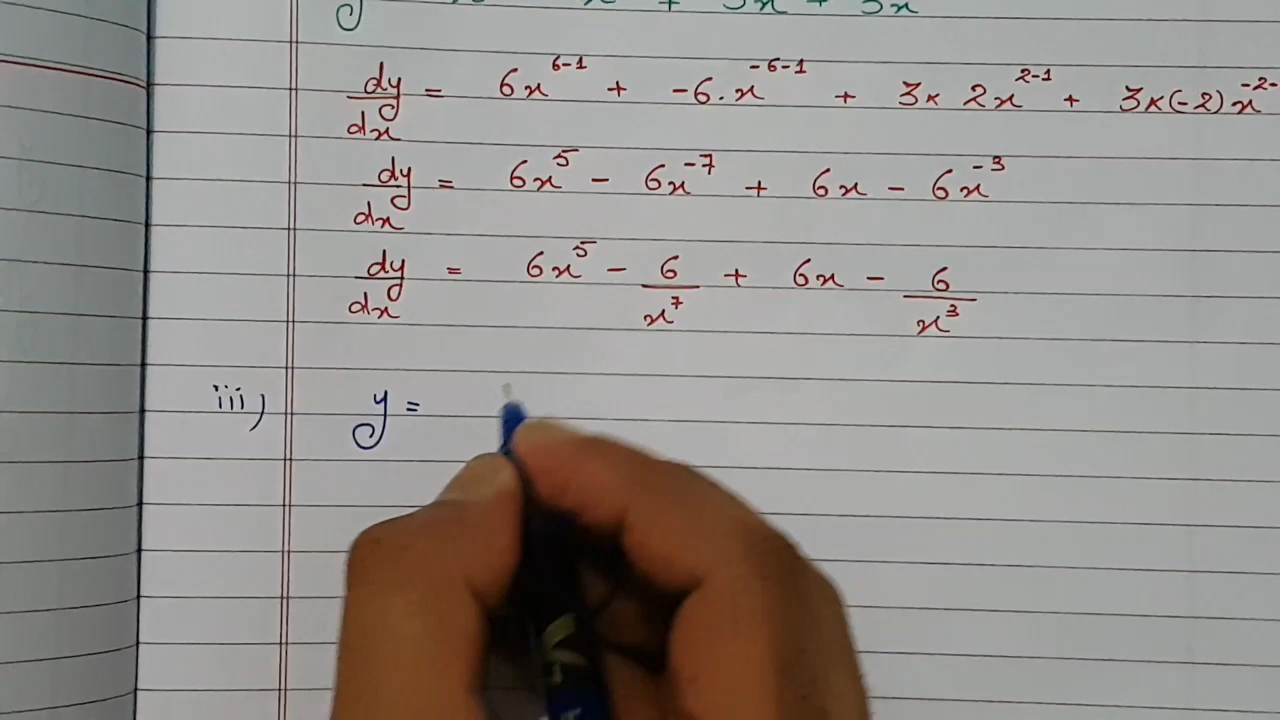 dy/dx = 6x^(6-1) + -6.x^(-6-1) + 3× 2x^(2-1) + 3×(-2)x^(-2-
dy/dx = 6x^5 - 6x^(-7) + 6x - 6x^(-3)
dy/dx = 6x^5 - 6/x^7 + 6x - 6/x^3
iii) y =